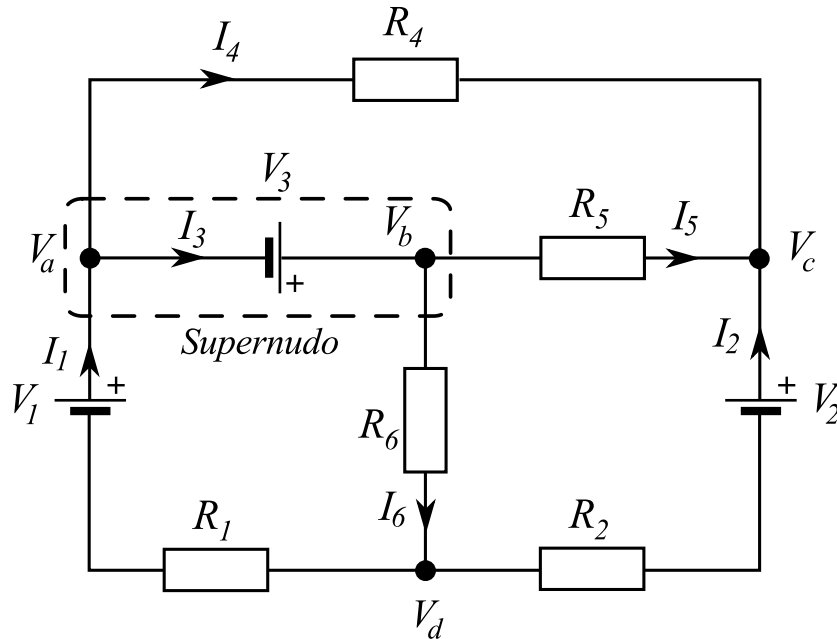 R4
I4
V3
Va
I3
Vb
R5
I5
Vc
+
Supernudo
I1
I2
V1
+
+
V2
R6
I6
R1
R2
Vd